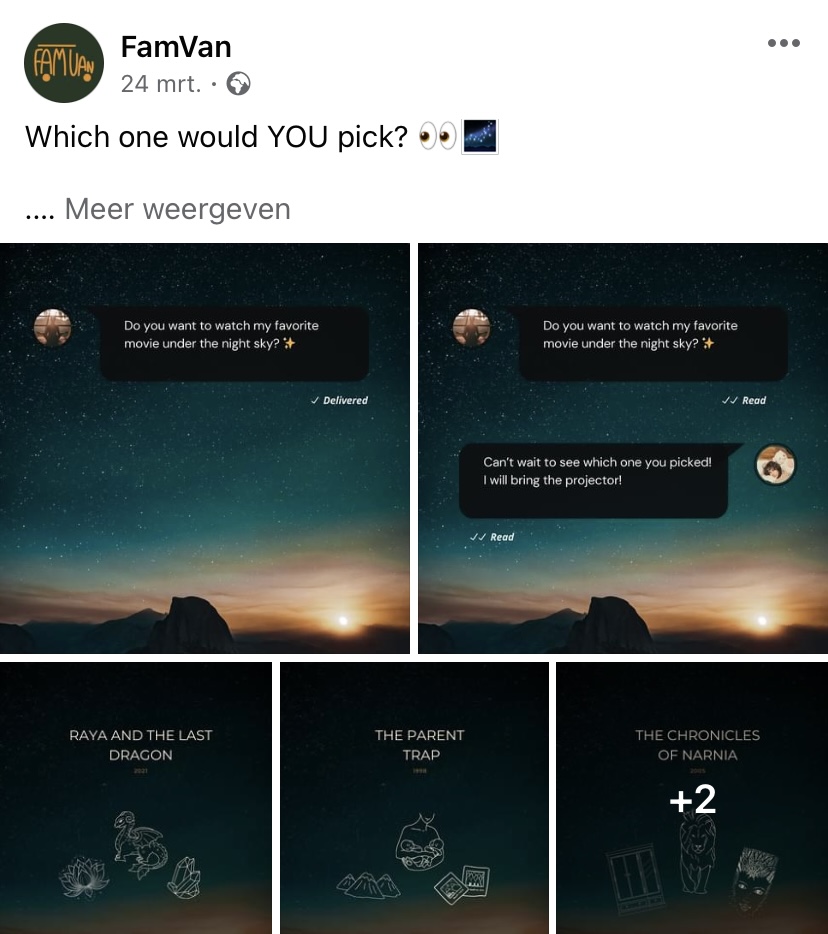 FAMVAN
FamVan
24 mrt. ·
Which one would YOU pick? 👀🌌
.... Meer weergeven
Do you want to watch my favorite
movie under the night sky? ✨
✓ Delivered
Do you want to watch my favorite
movie under the night sky? ✨
✓✓ Read
Can't wait to see which one you picked!
I will bring the projector!
✓✓ Read
RAYA AND THE LAST
DRAGON
2021
THE PARENT
TRAP
1998
THE CHRONICLES
OF NARNIA
2005
+2